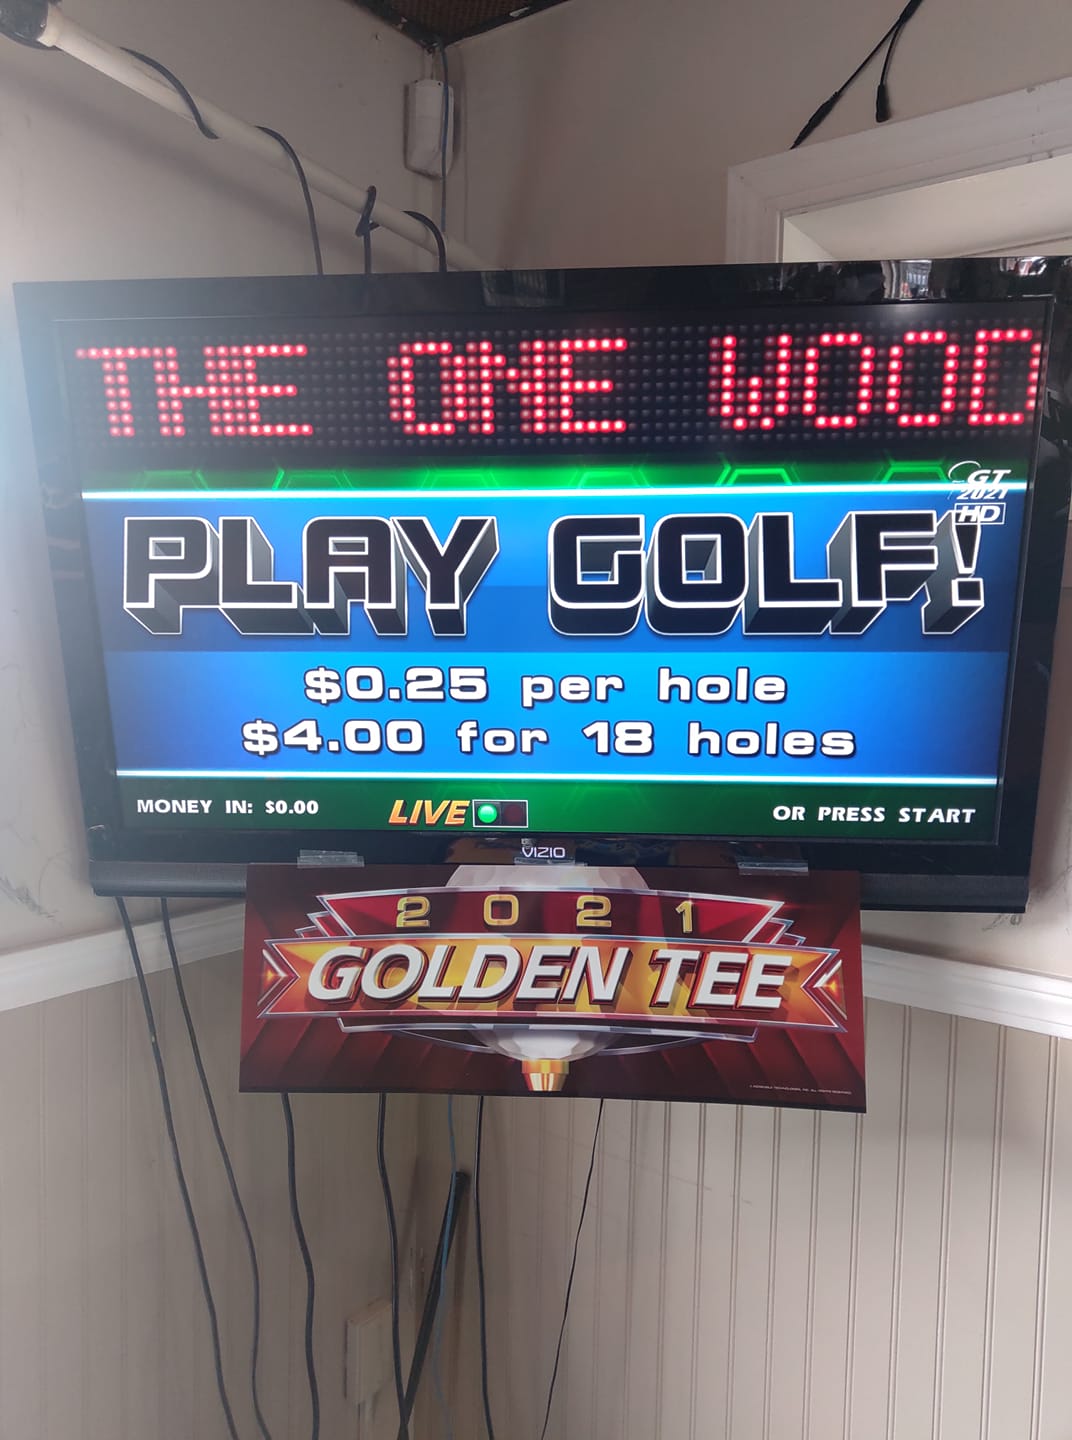 THE ONE WOOD
GT
2021
HD
PLAY GOLF!
$0.25 per hole
$4.00 for 18 holes
MONEY IN: $0.00
LIVE
OR PRESS START
VIZIO
2021
GOLDEN TEE